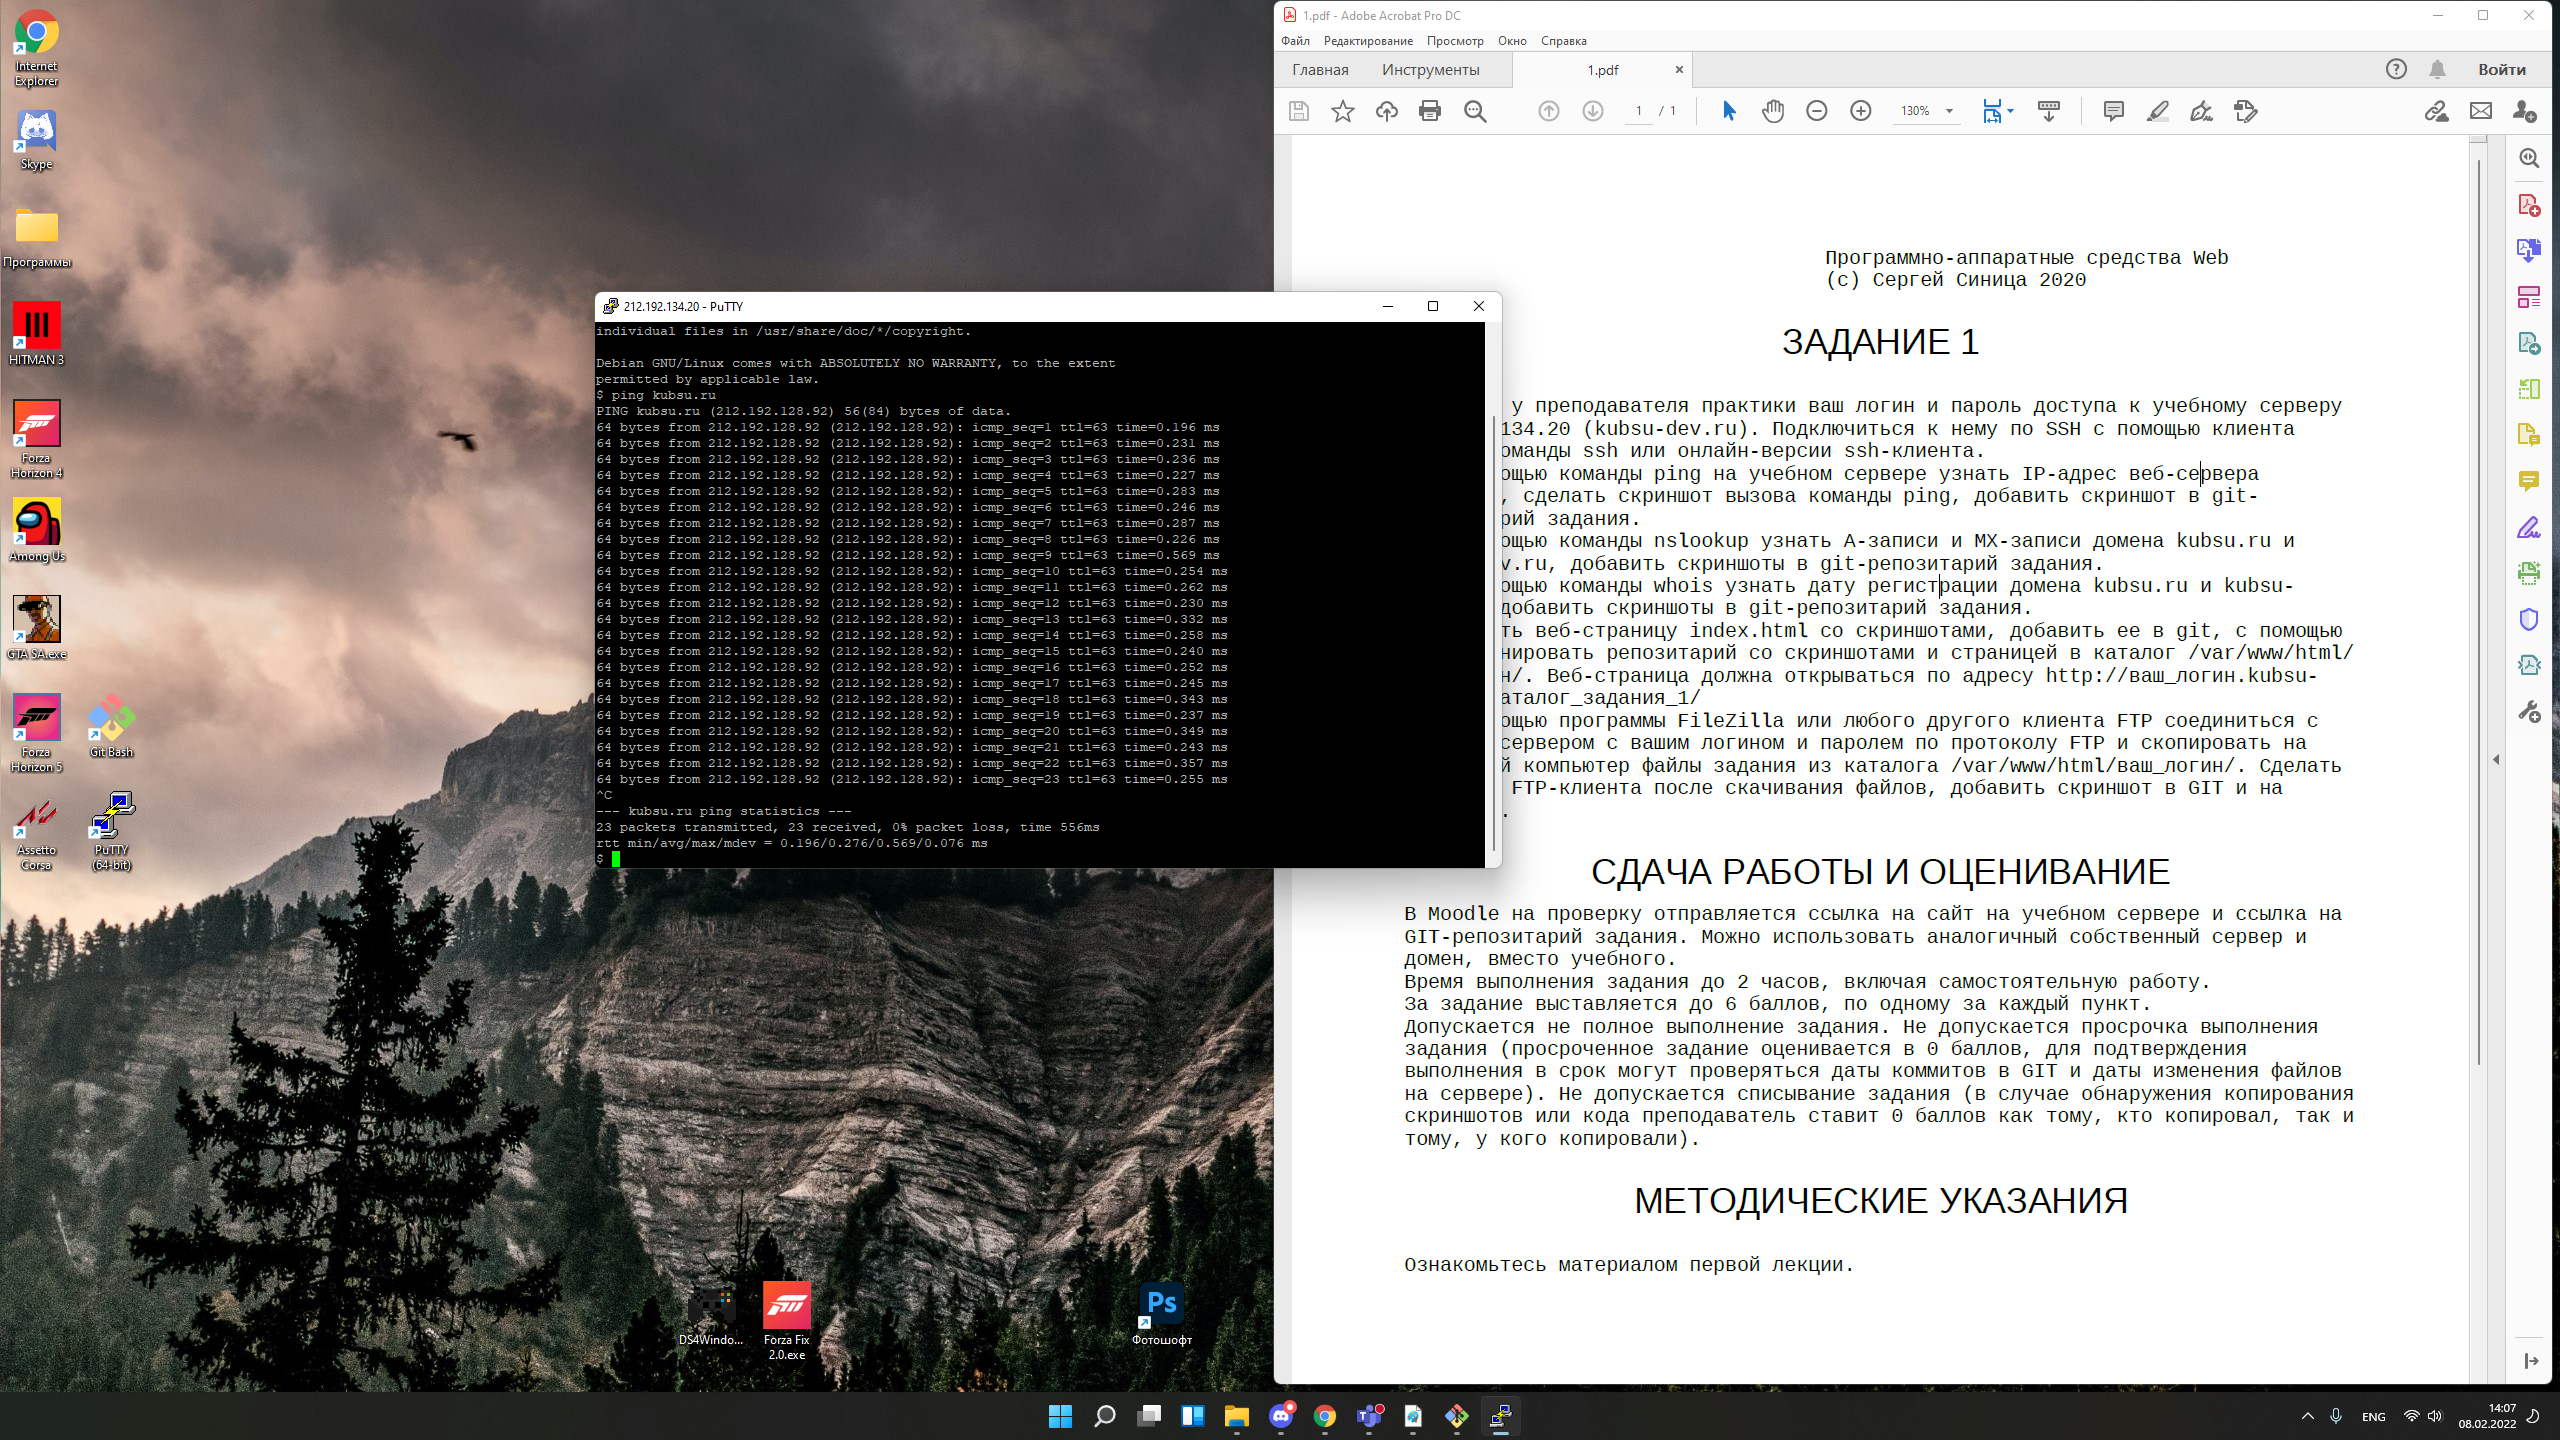 Internet
Explorer
Skype
Программы
HITMAN 3
Forza
Horizon 4
Among Us
GTA SA.exe
Forza
Horizon 5
Git Bash
Assetto
Corsa
PuTTY
(64-bit)
DS4Windo...
Forza Fix
2.0.exe
Ps
Фотошофт
212.192.134.20 - PuTTY
individual files in /usr/share/doc/*/copyright.
Debian GNU/Linux comes with ABSOLUTELY NO WARRANTY, to the extent
permitted by applicable law.
$ ping kubsu.ru
PING kubsu.ru (212.192.128.92) 56(84) bytes of data.
64 bytes from 212.192.128.92 (212.192.128.92): icmp_seq=1 ttl=63 time=0.196 ms
64 bytes from 212.192.128.92 (212.192.128.92): icmp_seq=2 ttl=63 time=0.231 ms
64 bytes from 212.192.128.92 (212.192.128.92): icmp_seq=3 ttl=63 time=0.236 ms
64 bytes from 212.192.128.92 (212.192.128.92): icmp_seq=4 ttl=63 time=0.227 ms
64 bytes from 212.192.128.92 (212.192.128.92): icmp_seq=5 ttl=63 time=0.283 ms
64 bytes from 212.192.128.92 (212.192.128.92): icmp_seq=6 ttl=63 time=0.246 ms
64 bytes from 212.192.128.92 (212.192.128.92): icmp_seq=7 ttl=63 time=0.287 ms
64 bytes from 212.192.128.92 (212.192.128.92): icmp_seq=8 ttl=63 time=0.226 ms
64 bytes from 212.192.128.92 (212.192.128.92): icmp_seq=9 ttl=63 time=0.569 ms
64 bytes from 212.192.128.92 (212.192.128.92): icmp_seq=10 ttl=63 time=0.254 ms
64 bytes from 212.192.128.92 (212.192.128.92): icmp_seq=11 ttl=63 time=0.262 ms
64 bytes from 212.192.128.92 (212.192.128.92): icmp_seq=12 ttl=63 time=0.230 ms
64 bytes from 212.192.128.92 (212.192.128.92): icmp_seq=13 ttl=63 time=0.332 ms
64 bytes from 212.192.128.92 (212.192.128.92): icmp_seq=14 ttl=63 time=0.258 ms
64 bytes from 212.192.128.92 (212.192.128.92): icmp_seq=15 ttl=63 time=0.240 ms
64 bytes from 212.192.128.92 (212.192.128.92): icmp_seq=16 ttl=63 time=0.252 ms
64 bytes from 212.192.128.92 (212.192.128.92): icmp_seq=17 ttl=63 time=0.245 ms
64 bytes from 212.192.128.92 (212.192.128.92): icmp_seq=18 ttl=63 time=0.343 ms
64 bytes from 212.192.128.92 (212.192.128.92): icmp_seq=19 ttl=63 time=0.237 ms
64 bytes from 212.192.128.92 (212.192.128.92): icmp_seq=20 ttl=63 time=0.349 ms
64 bytes from 212.192.128.92 (212.192.128.92): icmp_seq=21 ttl=63 time=0.243 ms
64 bytes from 212.192.128.92 (212.192.128.92): icmp_seq=22 ttl=63 time=0.357 ms
64 bytes from 212.192.128.92 (212.192.128.92): icmp_seq=23 ttl=63 time=0.255 ms
^C
--- kubsu.ru ping statistics ---
23 packets transmitted, 23 received, 0% packet loss, time 556ms
rtt min/avg/max/mdev = 0.196/0.276/0.569/0.076 ms
$
1.pdf - Adobe Acrobat Pro DC
Файл Редактирование Просмотр Окно Справка
Главная Инструменты 1.pdf Войти
1 / 1 130%
Программно-аппаратные средства Web
(c) Сергей Синица 2020
ЗАДАНИЕ 1
у преподавателя практики ваш логин и пароль доступа к учебному серверу
134.20 (kubsu-dev.ru). Подключиться к нему по SSH с помощью клиента
оманды ssh или онлайн-версии ssh-клиента.
ощью команды ping на учебном сервере узнать IP-адрес веб-сервера
, сделать скриншот вызова команды ping, добавить скриншот в git-
рий задания.
ощью команды nslookup узнать A-записи и MX-записи домена kubsu.ru и
v.ru, добавить скриншоты в git-репозитарий задания.
ощью команды whois узнать дату регистрации домена kubsu.ru и kubsu-
добавить скриншоты в git-репозитарий задания.
ть веб-страницу index.html со скриншотами, добавить ее в git, с помощью
нировать репозитарий со скриншотами и страницей в каталог /var/www/html/
н/. Веб-страница должна открываться по адресу http://ваш_логин.kubsu-
аталог_задания_1/
ощью программы FileZilla или любого другого клиента FTP соединиться с
сервером с вашим логином и паролем по протоколу FTP и скопировать на
й компьютер файлы задания из каталога /var/www/html/ваш_логин/. Сделать
FTP-клиента после скачивания файлов, добавить скриншот в GIT и на
.
СДАЧА РАБОТЫ И ОЦЕНИВАНИЕ
В Moodle на проверку отправляется ссылка на сайт на учебном сервере и ссылка на
GIT-репозитарий задания. Можно использовать аналогичный собственный сервер и
домен, вместо учебного.
Время выполнения задания до 2 часов, включая самостоятельную работу.
За задание выставляется до 6 баллов, по одному за каждый пункт.
Допускается не полное выполнение задания. Не допускается просрочка выполнения
задания (просроченное задание оценивается в 0 баллов, для подтверждения
выполнения в срок могут проверяться даты коммитов в GIT и даты изменения файлов
на сервере). Не допускается списывание задания (в случае обнаружения копирования
скриншотов или кода преподаватель ставит 0 баллов как тому, кто копировал, так и
тому, у кого копировали).
МЕТОДИЧЕСКИЕ УКАЗАНИЯ
Ознакомьтесь материалом первой лекции.
ENG
14:07
08.02.2022